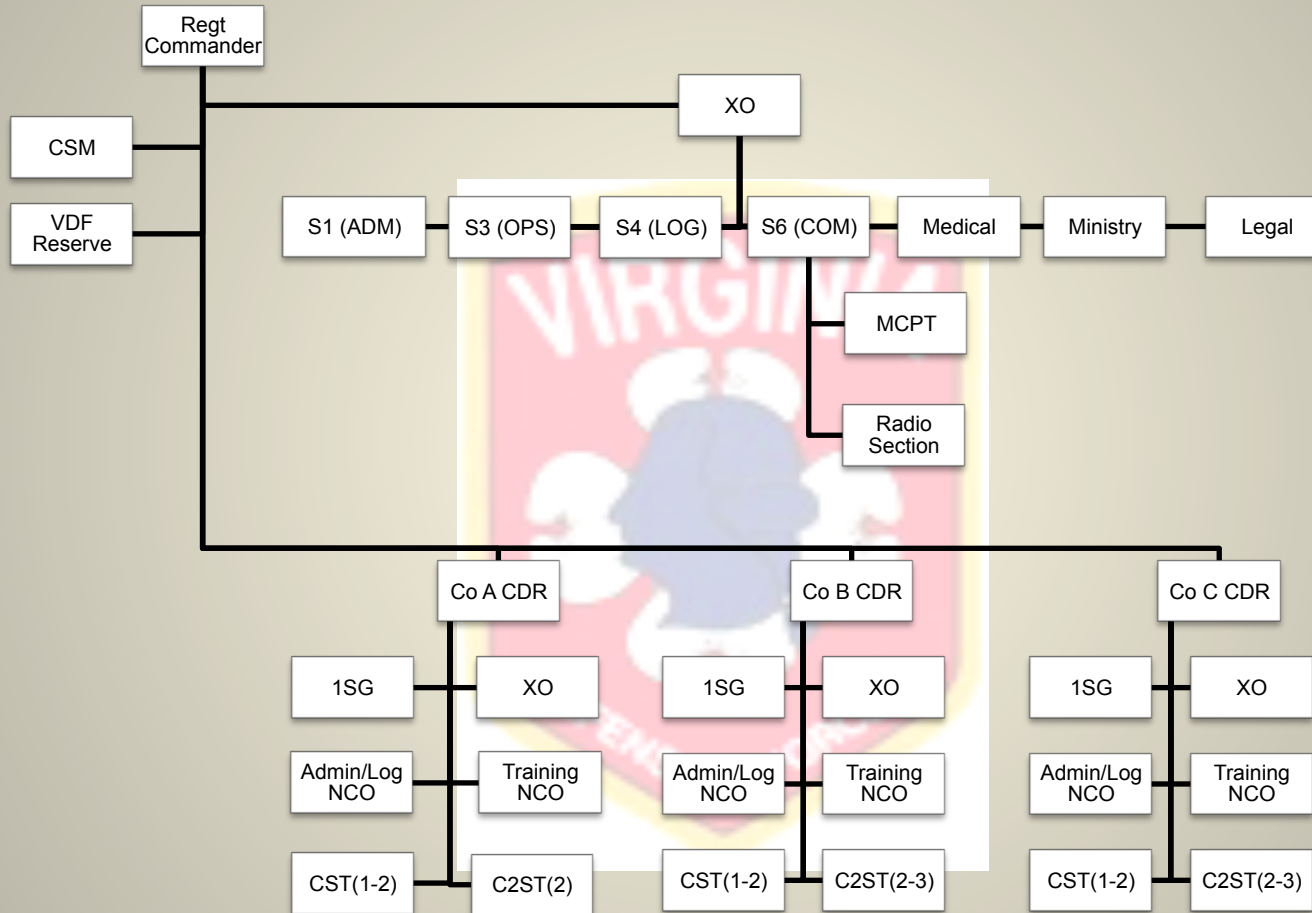 Regt
Commander
XO
CSM
VDF
Reserve
S1 (ADM)
S3 (OPS)
S4 (LOG)
S6 (COM)
Medical
Ministry
Legal
VIRGINIA
MCPT
Radio
Section
Co A CDR
Co B CDR
Co C CDR
1SG
XO
1SG
XO
1SG
XO
Admin/Log
NCO
Training
NCO
Admin/Log
NCO
Training
NCO
Admin/Log
NCO
Training
NCO
CST(1-2)
C2ST(2)
CST(1-2)
C2ST(2-3)
CST(1-2)
C2ST(2-3)